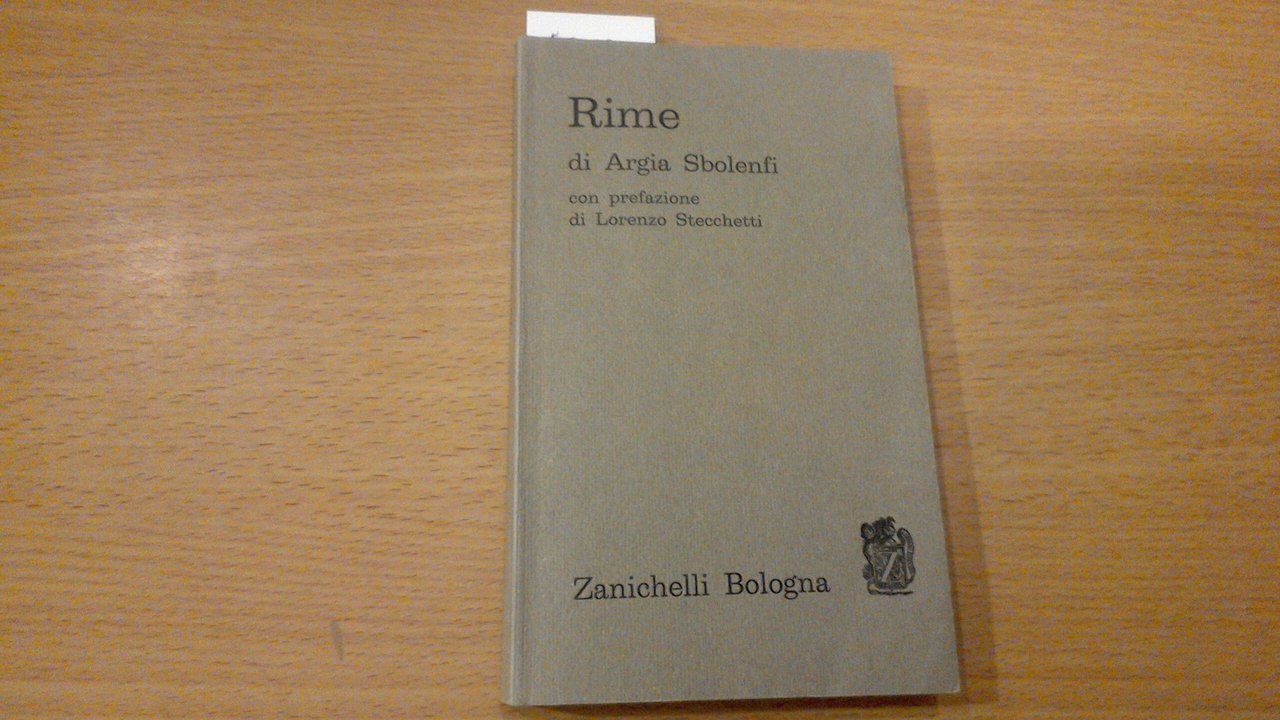 Rime
di Argia Sbolenfi
con prefazione
di Lorenzo Stecchetti
Zanichelli Bologna
Z